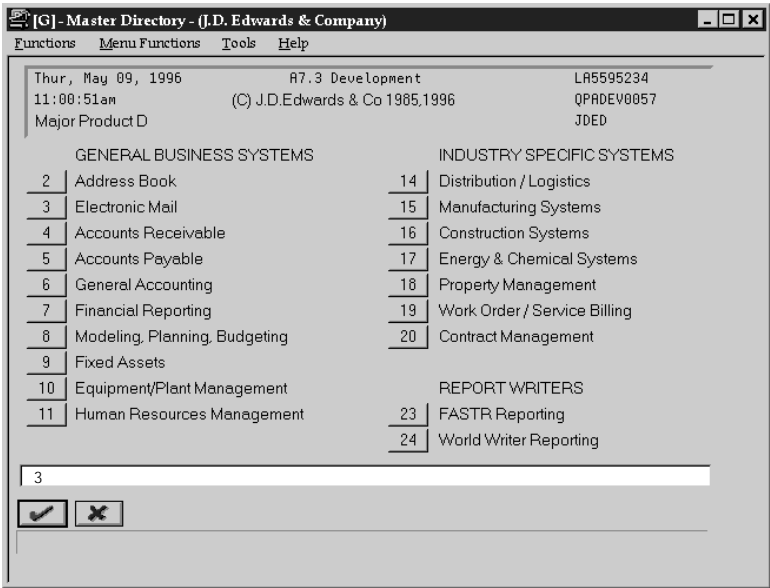 [G] - Master Directory - (J.D. Edwards & Company)
Functions Menu Functions Tools Help
Thur, May 09, 1996 A7.3 Development LA5595234
11:00:51am (C) J.D.Edwards & Co 1985,1996 QPADEV0057
Major Product D JDED
GENERAL BUSINESS SYSTEMS INDUSTRY SPECIFIC SYSTEMS
2 Address Book 14 Distribution / Logistics
3 Electronic Mail 15 Manufacturing Systems
4 Accounts Receivable 16 Construction Systems
5 Accounts Payable 17 Energy & Chemical Systems
6 General Accounting 18 Property Management
7 Financial Reporting 19 Work Order / Service Billing
8 Modeling, Planning, Budgeting 20 Contract Management
9 Fixed Assets
10 Equipment/Plant Management REPORT WRITERS
11 Human Resources Management 23 FASTR Reporting
24 World Writer Reporting
3